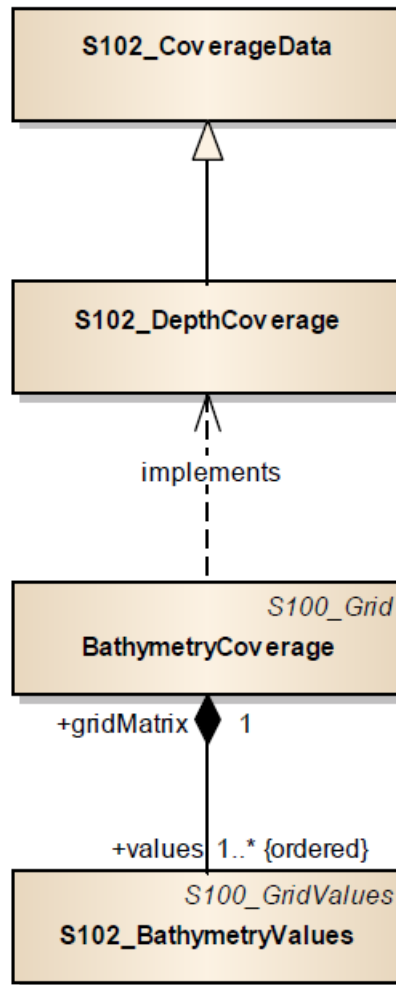 S102_CoverageData
S102_DepthCoverage
implements
S100_Grid
BathymetryCoverage
+gridMatrix 1
+values 1..* {ordered}
S100_GridValues
S102_BathymetryValues